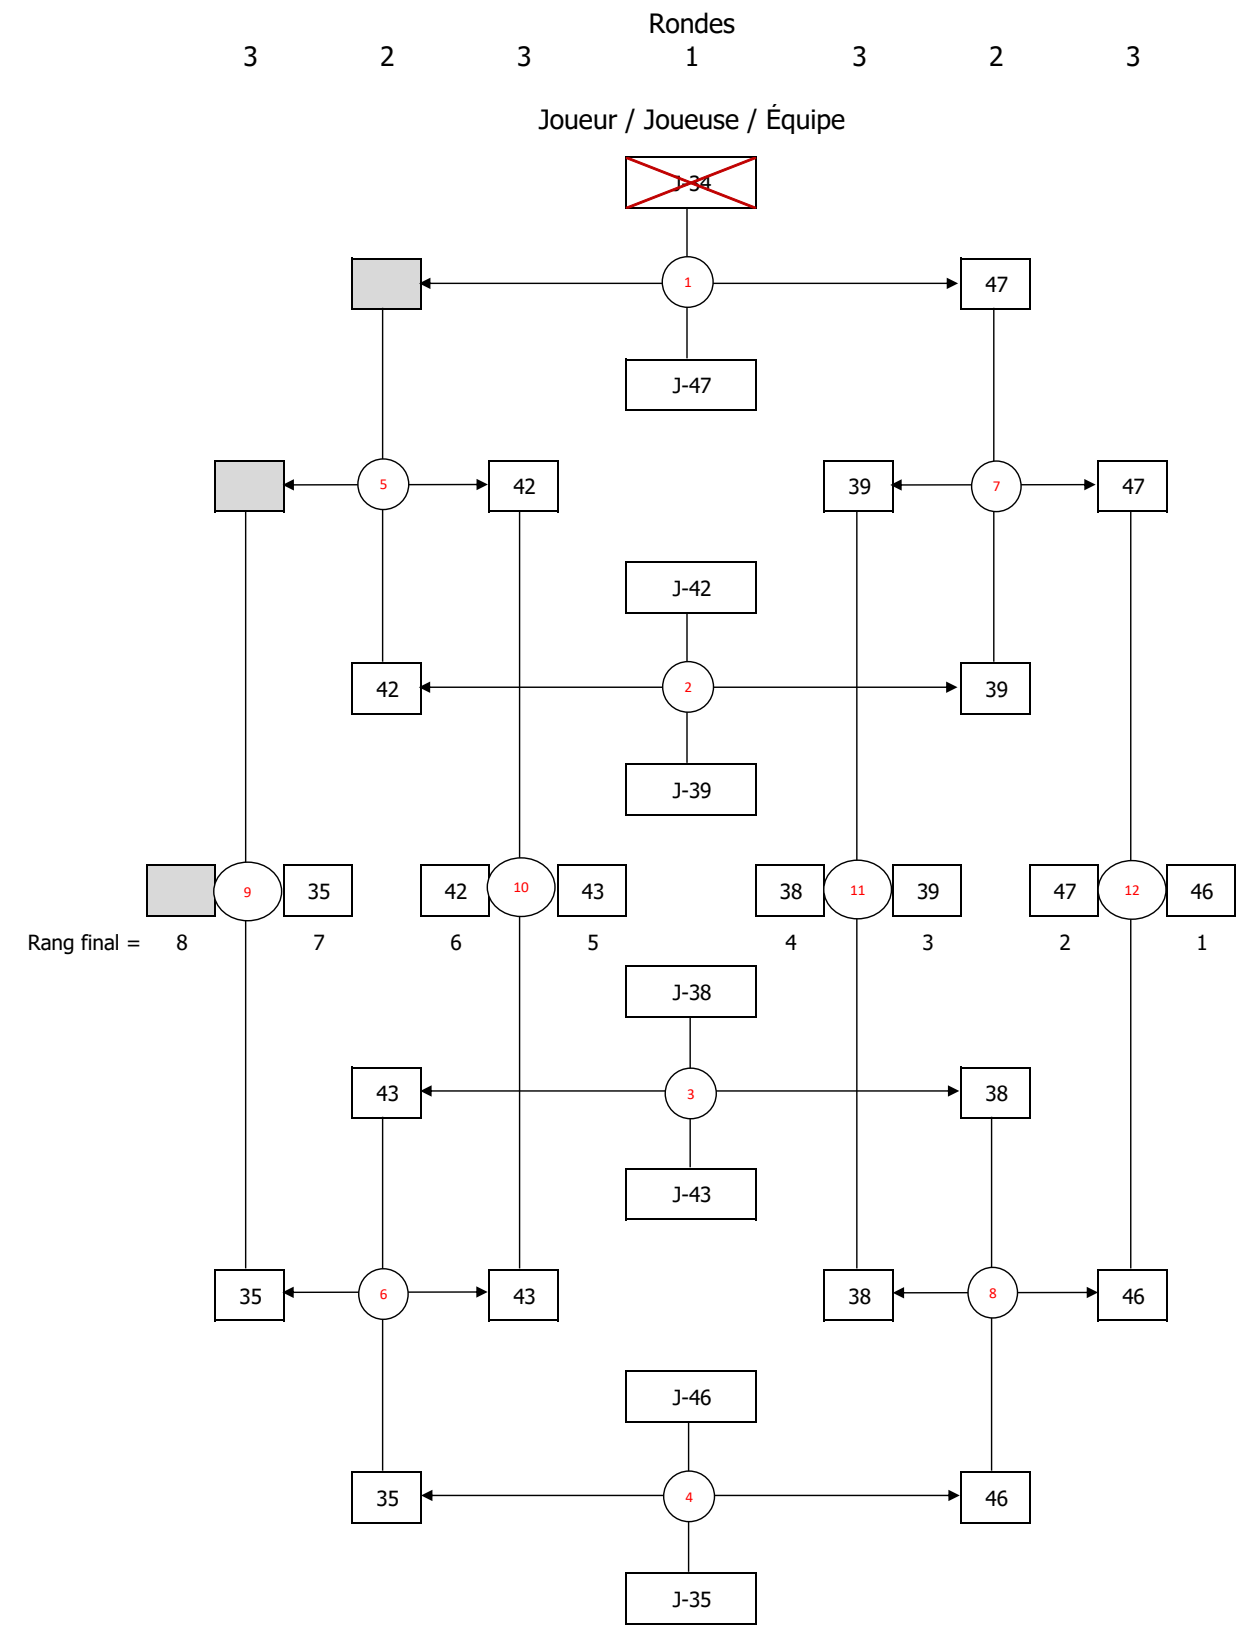 Rondes
3 2 3 1 3 2 3
Joueur / Joueuse / Équipe
J-34
1 47
J-47
5 42 39 7 47
J-42
42 2 39
J-39
9 35 42 10 43 38 11 39 47 12 46
Rang final = 8 7 6 5 4 3 2 1
J-38
43 3 38
J-43
35 6 43 38 8 46
J-46
35 4 46
J-35